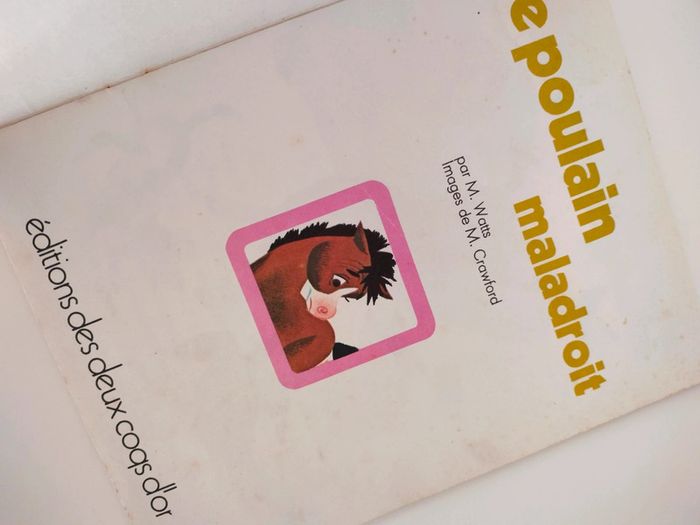 e poulain
maladroit
par M. Watts
Images de M. Crawford
éditions des deux coqs d'or